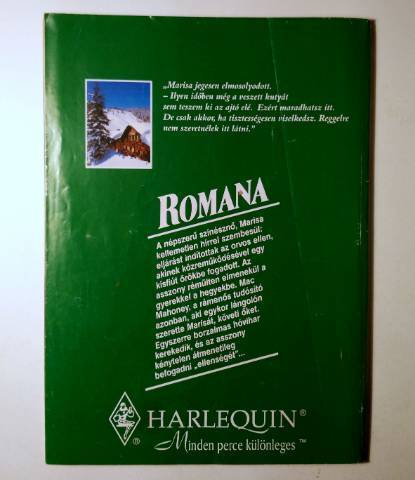 „Marisa jegesen elmosolyodott.
– Ilyen időben még a veszett kutyát
sem teszem ki az ajtó elé. Ezért maradhatsz itt.
De csak akkor, ha tisztességesen viselkedsz. Reggelre
nem szeretnélek itt látni.”
ROMANA
A népszerű színésznő, Marisa
kellemetlen hírrel szembesül:
eljárást indítottak az orvos ellen,
akinek közreműködésével egy
kisfiút örökbe fogadott. Az
asszony rémülten elmenekül a
gyerekkel a hegyekbe. Mac
Mahoney, a rámenős tudósító
azonban, aki egykor lángolón
szerette Marisát, követi őket.
Egyszerre borzalmas hóvihar
kerekedik, és az asszony
kénytelen átmenetileg
befogadni „ellenségét”...
HARLEQUIN®
®
Minden perce különleges™